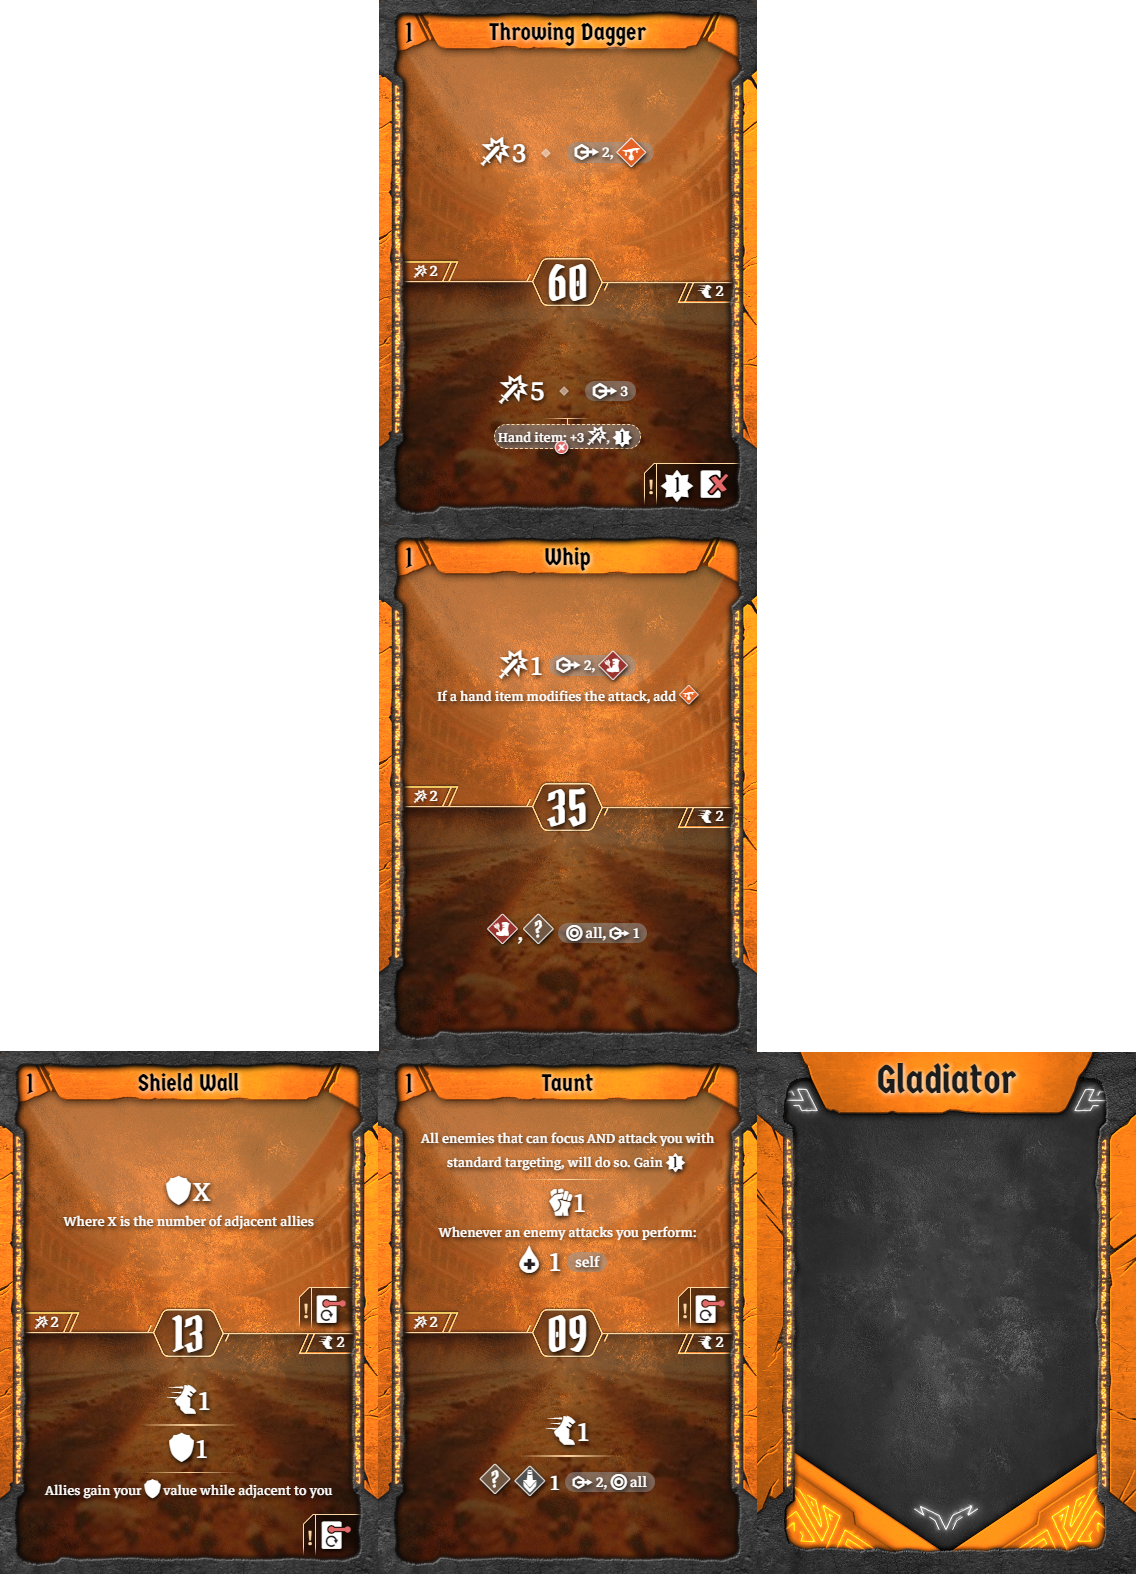 1 Throwing Dagger
3 2,
2
60
2
5 3
Hand item: +3 , 1
! 1
1 Whip
1 2,
If a hand item modifies the attack, add
2
35
2
, ? all, 1
1 Shield Wall
X
Where X is the number of adjacent allies
!
2
13
2
1
1
Allies gain your value while adjacent to you
!
1 Taunt
All enemies that can focus AND attack you with
standard targeting, will do so. Gain 1
1
Whenever an enemy attacks you perform:
1 self
!
2
09
2
1
? 1 2, all
Gladiator